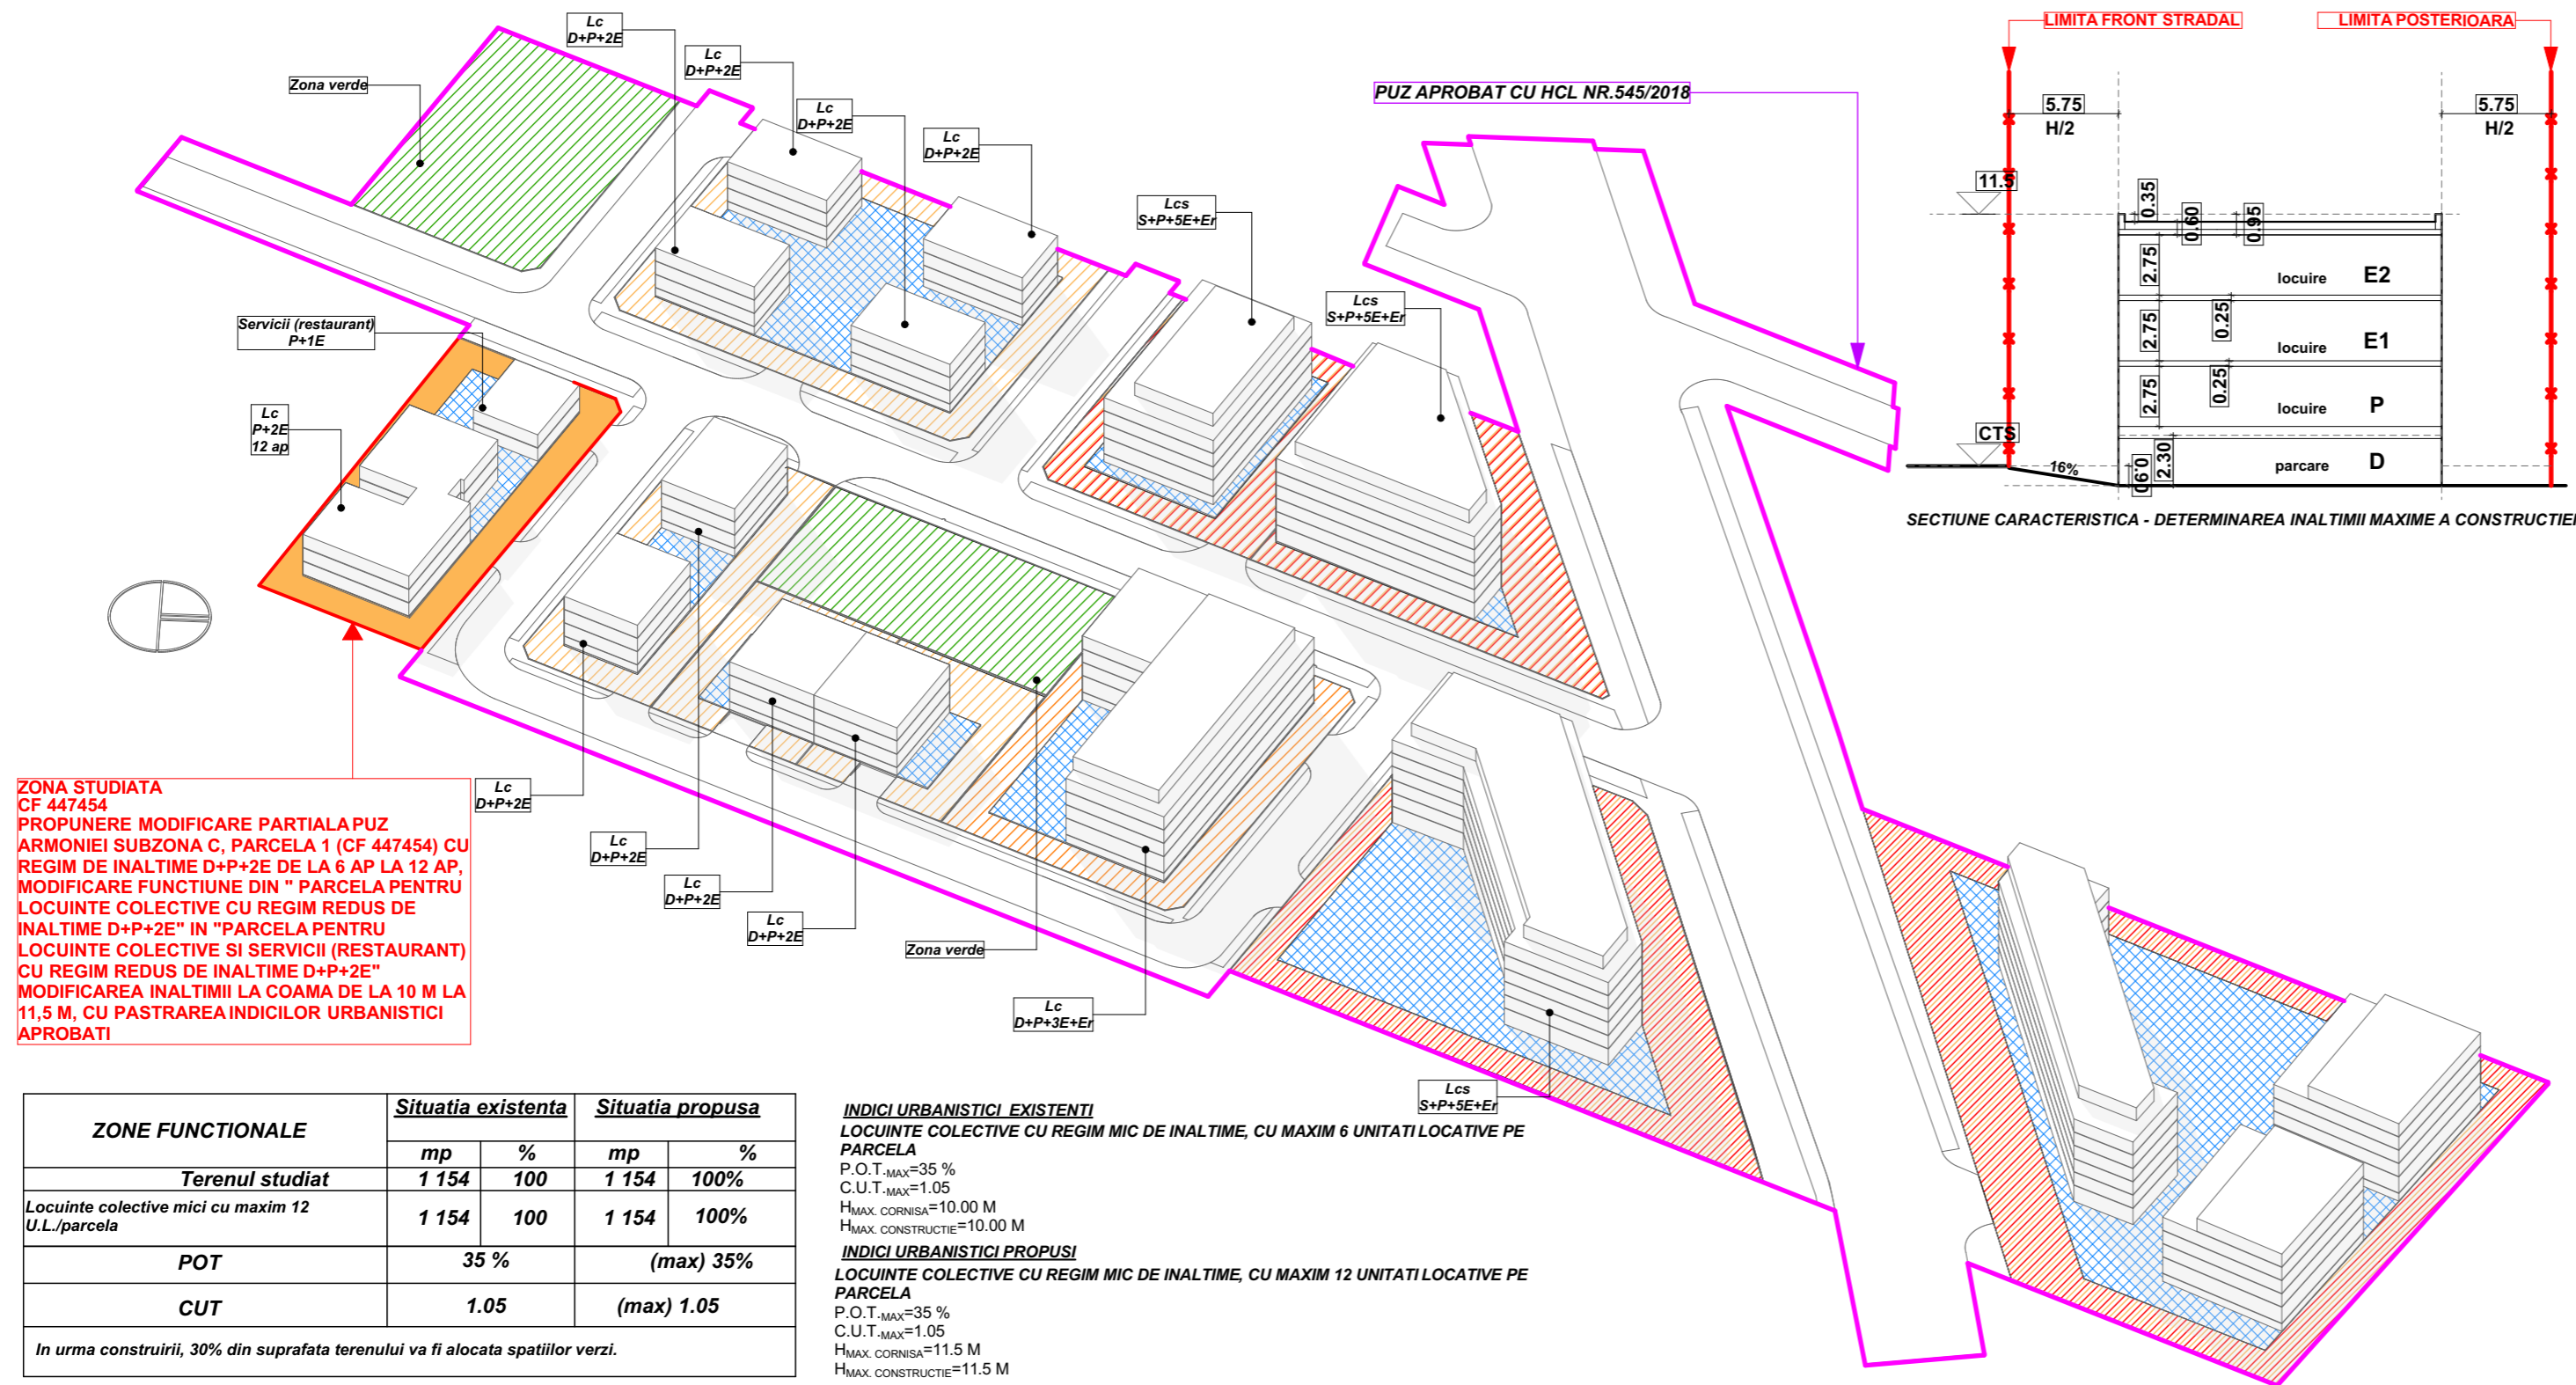 Lc
D+P+2E
Lc
D+P+2E
Lc
D+P+2E
Lc
D+P+2E
Zona verde
Lcs
S+P+5E+Er
Lcs
S+P+5E+Er
PUZ APROBAT CU HCL NR.545/2018
LIMITA FRONT STRADAL
LIMITA POSTERIOARA
5.75
H/2
5.75
H/2
11.5
0.35
0.60
0.95
2.75
locuire E2
0.25
2.75
locuire E1
0.25
2.75
locuire P
CTS
16%
0.90
2.30
parcare D
SECTIUNE CARACTERISTICA - DETERMINAREA INALTIMII MAXIME A CONSTRUCTIEI
Servicii (restaurant)
P+1E
Lc
P+2E
12 ap
ZONA STUDIATA
CF 447454
PROPUNERE MODIFICARE PARTIALA PUZ
ARMONIEI SUBZONA C, PARCELA 1 (CF 447454) CU
REGIM DE INALTIME D+P+2E DE LA 6 AP LA 12 AP,
MODIFICARE FUNCTIUNE DIN " PARCELA PENTRU
LOCUINTE COLECTIVE CU REGIM REDUS DE
INALTIME D+P+2E" IN "PARCELA PENTRU
LOCUINTE COLECTIVE SI SERVICII (RESTAURANT)
CU REGIM REDUS DE INALTIME D+P+2E"
MODIFICAREA INALTIMII LA COAMA DE LA 10 M LA
11,5 M, CU PASTRAREA INDICILOR URBANISTICI
APROBATI
Lc
D+P+2E
Lc
D+P+2E
Lc
D+P+2E
Lc
D+P+2E
Zona verde
Lc
D+P+3E+Er
Lcs
S+P+5E+Er
ZONE FUNCTIONALE Situatia existenta Situatia propusa
mp % mp %
Terenul studiat 1 154 100 1 154 100%
Locuinte colective mici cu maxim 12
U.L./parcela 1 154 100 1 154 100%
POT 35 % (max) 35%
CUT 1.05 (max) 1.05
In urma construirii, 30% din suprafata terenului va fi alocata spatiilor verzi.
INDICI URBANISTICI EXISTENTI
LOCUINTE COLECTIVE CU REGIM MIC DE INALTIME, CU MAXIM 6 UNITATI LOCATIVE PE
PARCELA
P.O.T.MAX=35 %
C.U.T.MAX=1.05
HMAX. CORNISA=10.00 M
HMAX. CONSTRUCTIE=10.00 M
INDICI URBANISTICI PROPUSI
LOCUINTE COLECTIVE CU REGIM MIC DE INALTIME, CU MAXIM 12 UNITATI LOCATIVE PE
PARCELA
P.O.T.MAX=35 %
C.U.T.MAX=1.05
HMAX. CORNISA=11.5 M
HMAX. CONSTRUCTIE=11.5 M